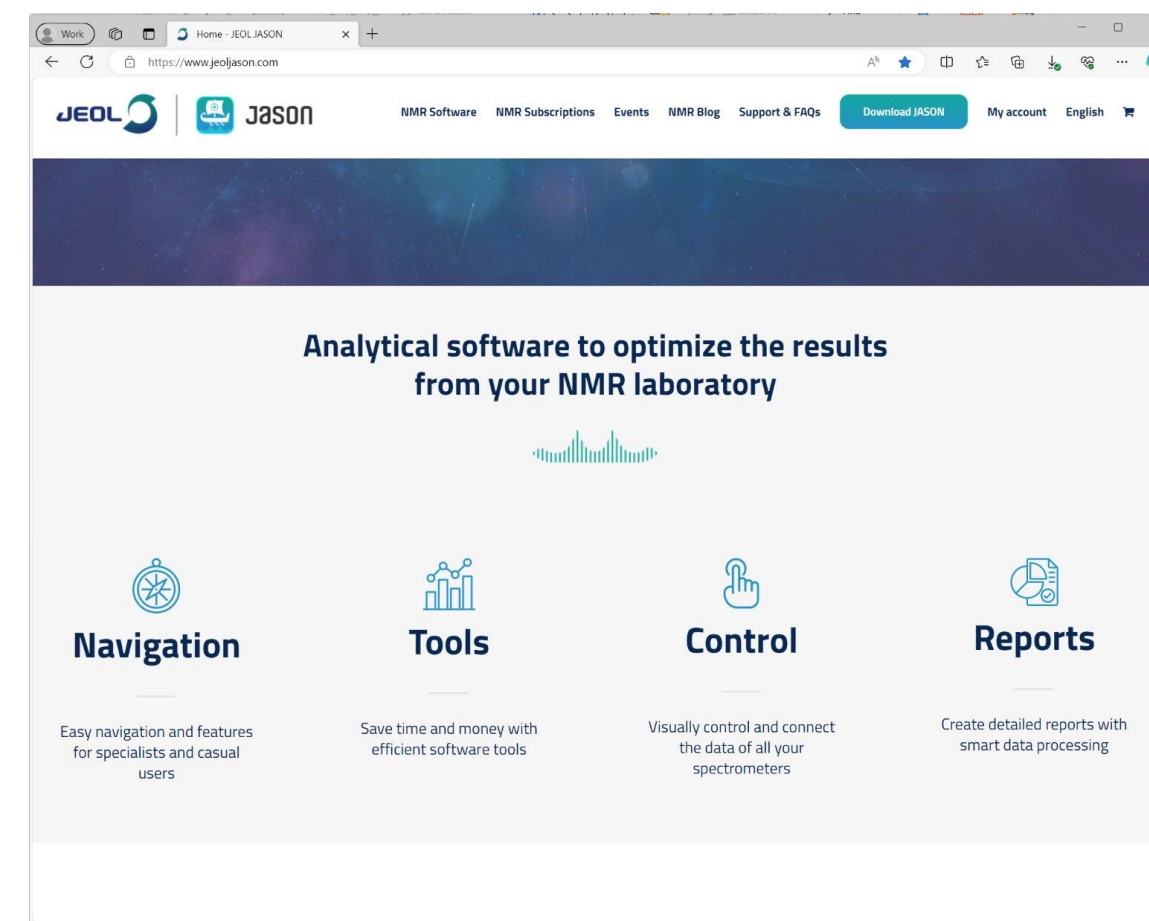 Work
Home - JEOL JASON
https://www.jeoljason.com
JEOL
JASON
NMR Software
NMR Subscriptions
Events
NMR Blog
Support & FAQs
Download JASON
My account
English
Analytical software to optimize the results
from your NMR laboratory
Navigation
Easy navigation and features
for specialists and casual
users
Tools
Save time and money with
efficient software tools
Control
Visually control and connect
the data of all your
spectrometers
Reports
Create detailed reports with
smart data processing